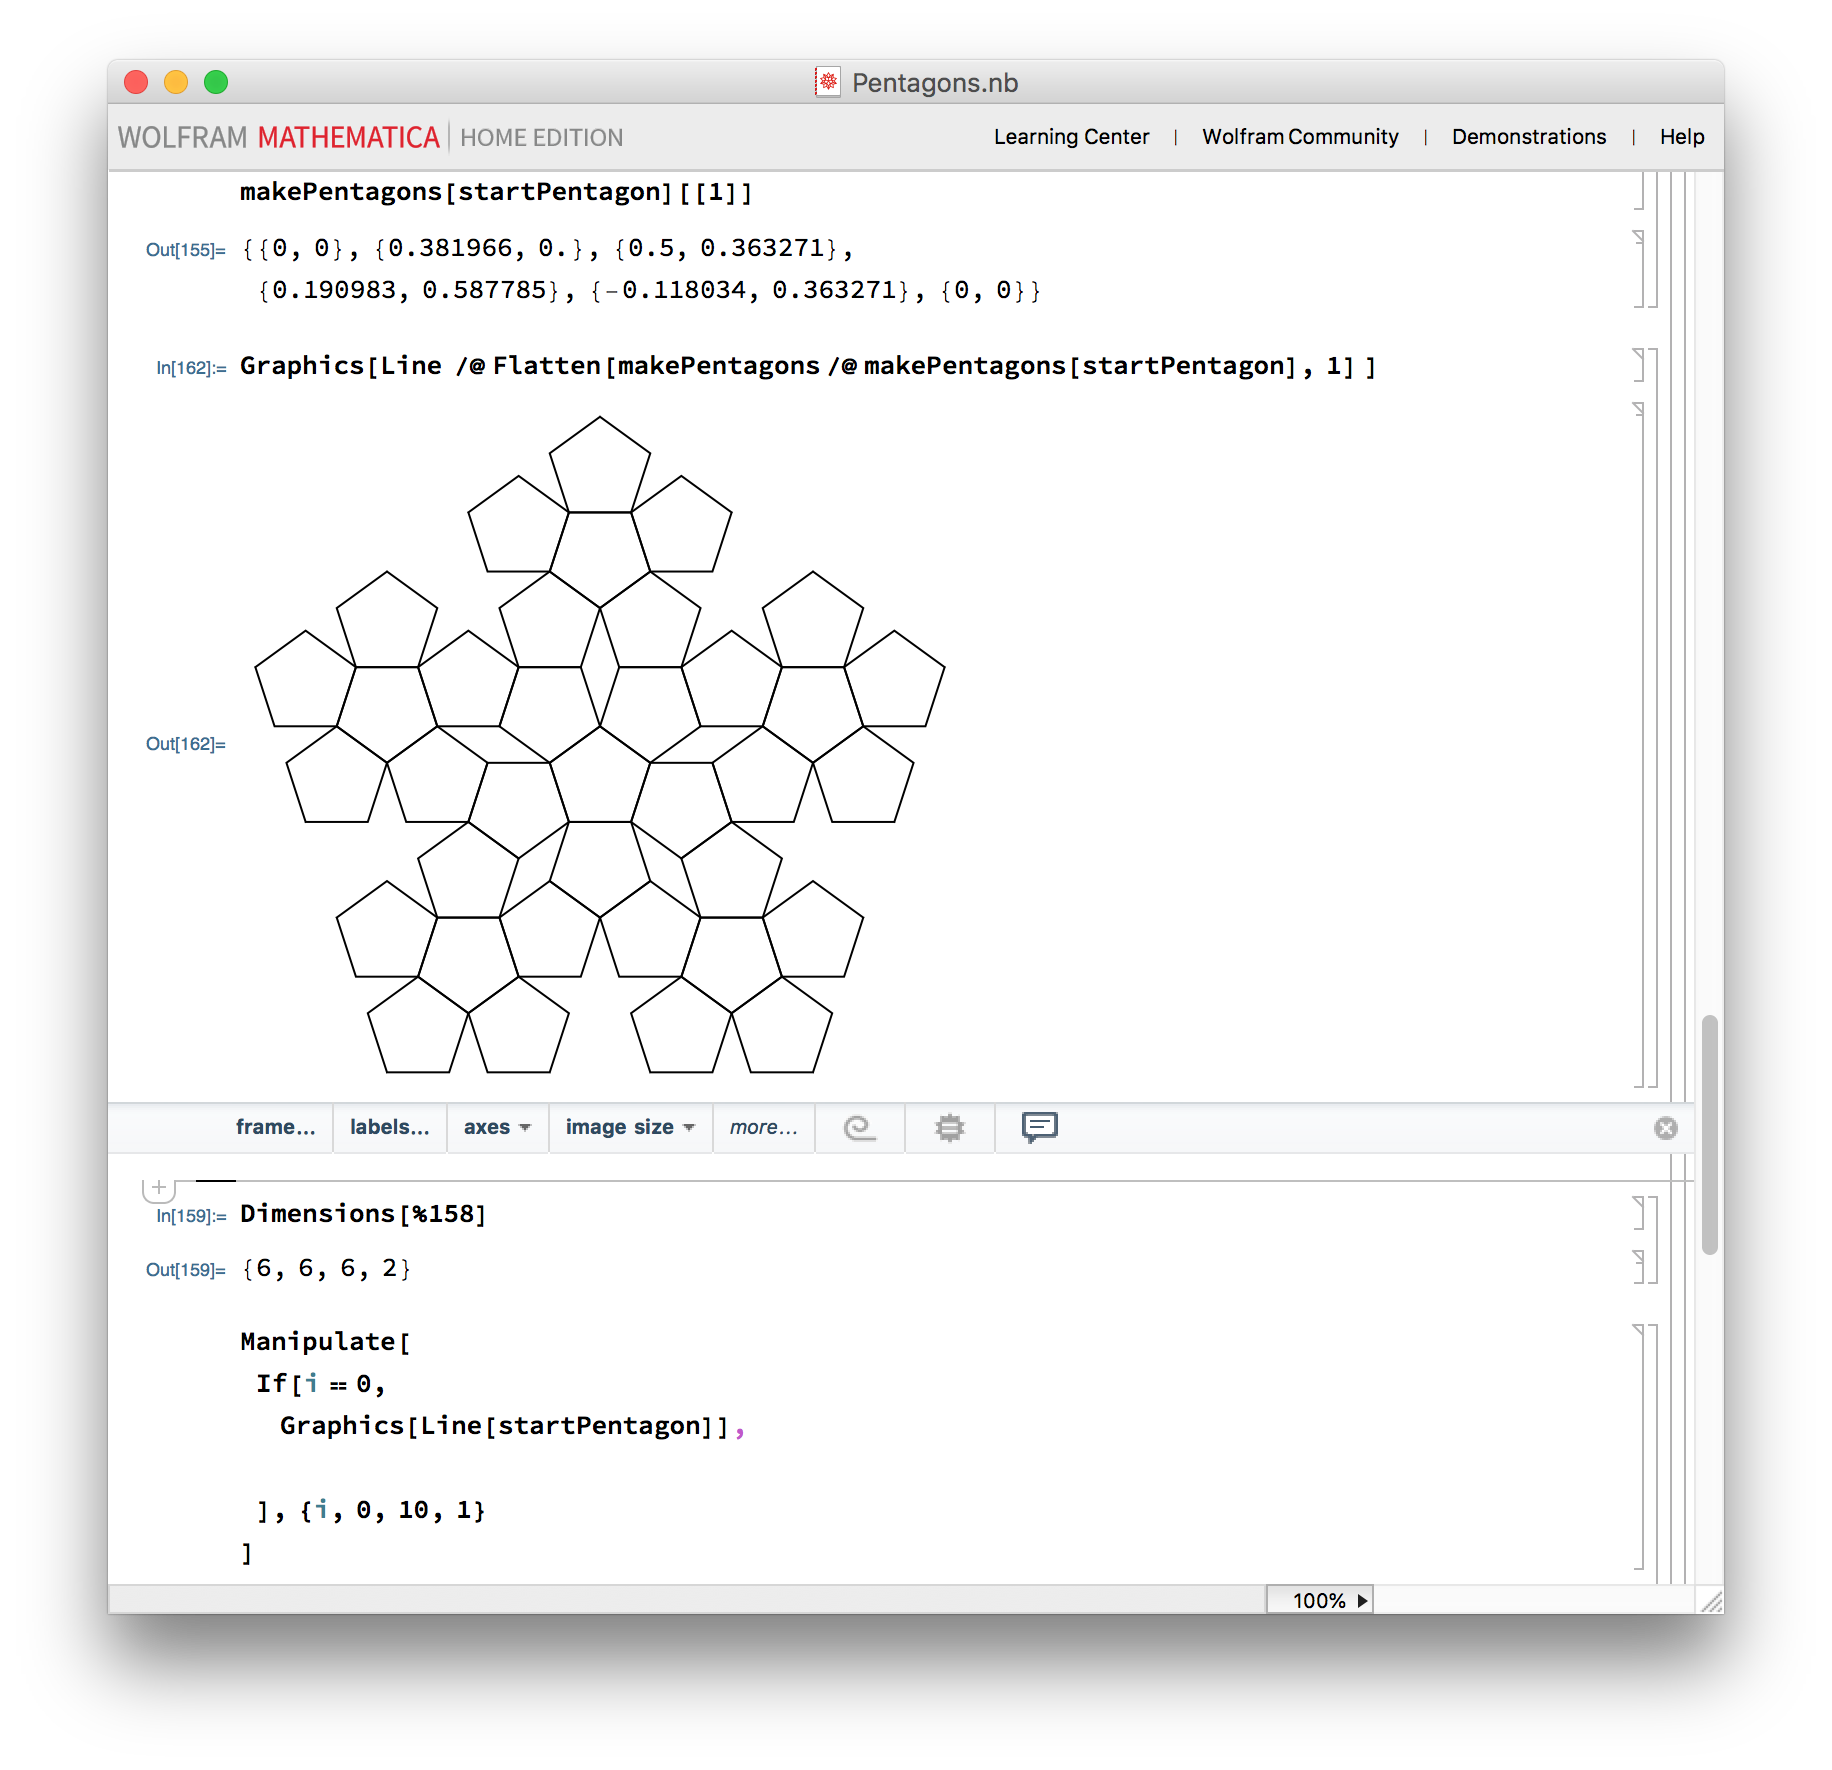 Pentagons.nb
WOLFRAM MATHEMATICA HOME EDITION
Learning Center | Wolfram Community | Demonstrations | Help
makePentagons[startPentagon][[1]]
Out[155]= {{0, 0}, {0.381966, 0.}, {0.5, 0.363271},
{0.190983, 0.587785}, {-0.118034, 0.363271}, {0, 0}}
In[162]:= Graphics[Line /@ Flatten[makePentagons /@ makePentagons[startPentagon], 1] ]
Out[162]=
frame... labels... axes image size more...
In[159]:= Dimensions[%158]
Out[159]= {6, 6, 6, 2}
Manipulate[
If[i == 0,
Graphics[Line[startPentagon]],
], {i, 0, 10, 1}
]
100%